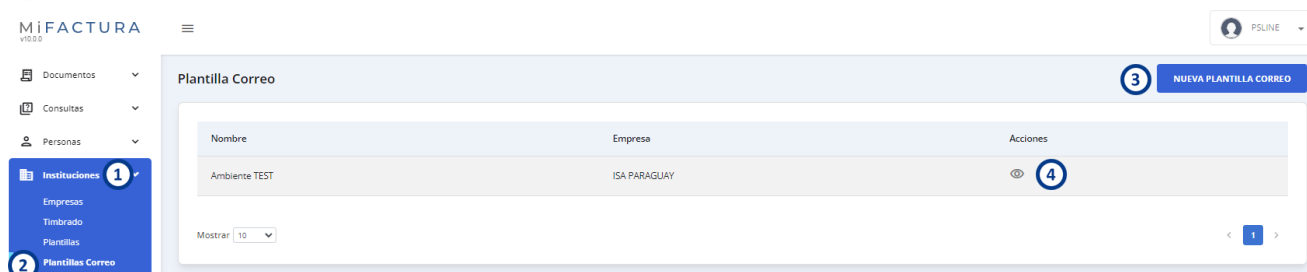 MiFACTURA
v10.0.0
PSLINE
Documentos
Consultas
Personas
Instituciones 1
Empresas
Timbrado
Plantillas
2 Plantillas Correo
Plantilla Correo
3 NUEVA PLANTILLA CORREO
Nombre Empresa Acciones
Ambiente TEST ISA PARAGUAY 4
Mostrar 10 < 1 >